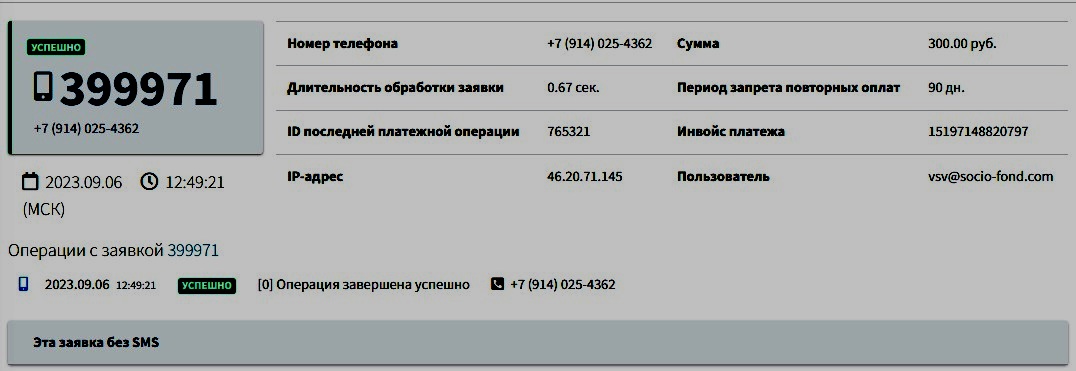 УСПЕШНО
399971
+7 (914) 025-4362
2023.09.06 12:49:21
(МСК)
Номер телефона +7 (914) 025-4362 Сумма 300.00 руб.
Длительность обработки заявки 0.67 сек. Период запрета повторных оплат 90 дн.
ID последней платежной операции 765321 Инвойс платежа 15197148820797
IP-адрес 46.20.71.145 Пользователь vsv@socio-fond.com
Операции с заявкой 399971
2023.09.06 12:49:21 УСПЕШНО [0] Операция завершена успешно +7 (914) 025-4362
Эта заявка без SMS